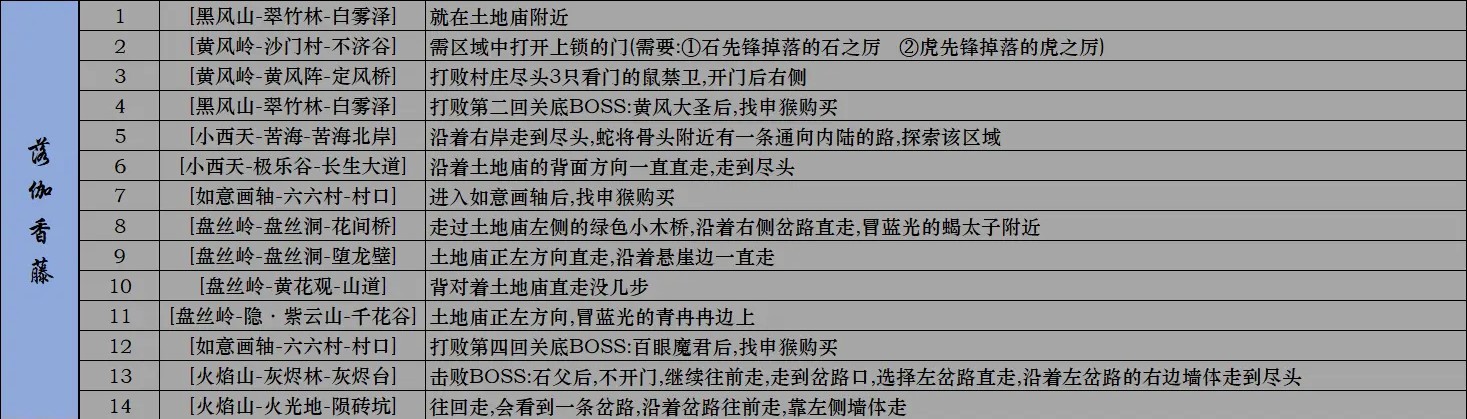 落伽香藤
1 [黑风山-翠竹林-白雾泽] 就在土地庙附近
2 [黄风岭-沙门村-不济谷] 需区域中打开上锁的门(需要:①石先锋掉落的石之厉 ②虎先锋掉落的虎之厉)
3 [黄风岭-黄风阵-定风桥] 打败村庄尽头3只看门的鼠禁卫,开门后右侧
4 [黑风山-翠竹林-白雾泽] 打败第二回关底BOSS:黄风大圣后,找申猴购买
5 [小西天-苦海-苦海北岸] 沿着右岸走到尽头,蛇将骨头附近有一条通向内陆的路,探索该区域
6 [小西天-极乐谷-长生大道] 沿着土地庙的背面方向一直直走,走到尽头
7 [如意画轴-六六村-村口] 进入如意画轴后,找申猴购买
8 [盘丝岭-盘丝洞-花间桥] 走过土地庙左侧的绿色小木桥,沿着右侧岔路直走,冒蓝光的蝎太子附近
9 [盘丝岭-盘丝洞-堕龙壁] 土地庙正左方向直走,沿着悬崖边一直走
10 [盘丝岭-黄花观-山道] 背对着土地庙直走没几步
11 [盘丝岭-隐·紫云山-千花谷] 土地庙正左方向,冒蓝光的青冉冉边上
12 [如意画轴-六六村-村口] 打败第四回关底BOSS:百眼魔君后,找申猴购买
13 [火焰山-灰烬林-灰烬台] 击败BOSS:石父后,不开门,继续往前走,走到岔路口,选择左岔路直走,沿着左岔路的右边墙体走到尽头
14 [火焰山-火光地-陨砖坑] 往回走,会看到一条岔路,沿着岔路往前走,靠左侧墙体走